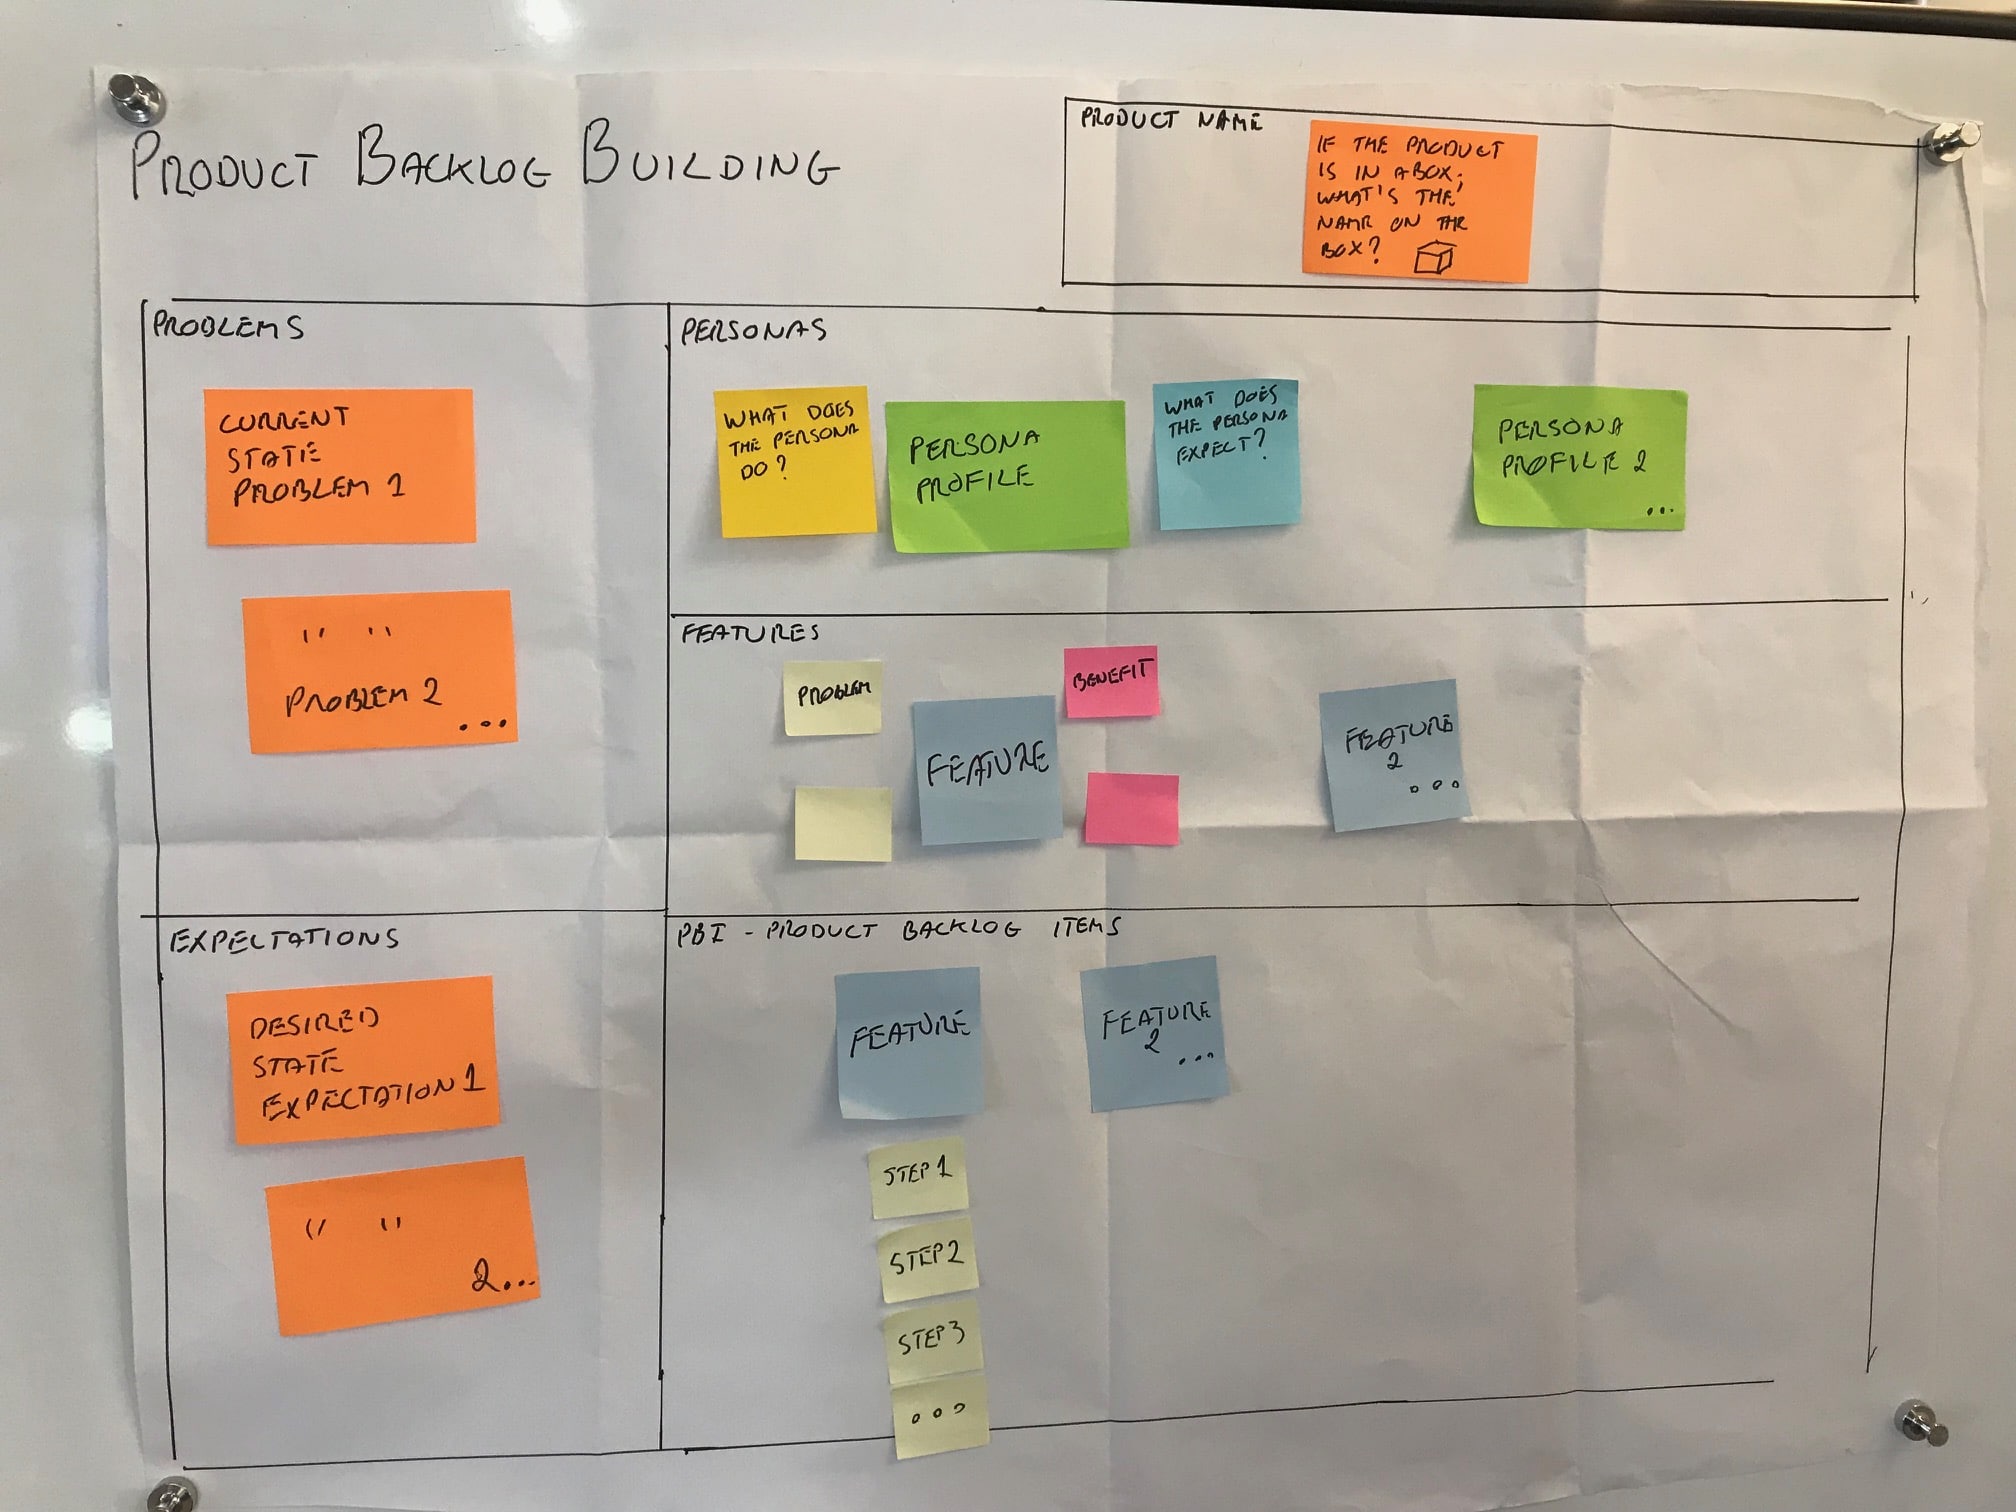 PRODUCT BACKLOG BUILDING
PRODUCT NAME
IF THE PRODUCT
IS IN A BOX,
WHAT'S THE
NAME ON THE
BOX?
PROBLEMS
CURRENT
STATE
PROBLEM 1
" "
PROBLEM 2
...
PERSONAS
WHAT DOES
THE PERSONA
DO?
PERSONA
PROFILE
WHAT DOES
THE PERSONA
EXPECT?
PERSONA
PROFILE 2
...
FEATURES
PROBLEM
FEATURE
BENEFIT
FEATURE
2
...
EXPECTATIONS
DESIRED
STATE
EXPECTATION 1
" "
2...
PBI - PRODUCT BACKLOG ITEMS
FEATURE
STEP 1
STEP 2
STEP 3
...
FEATURE
2
...